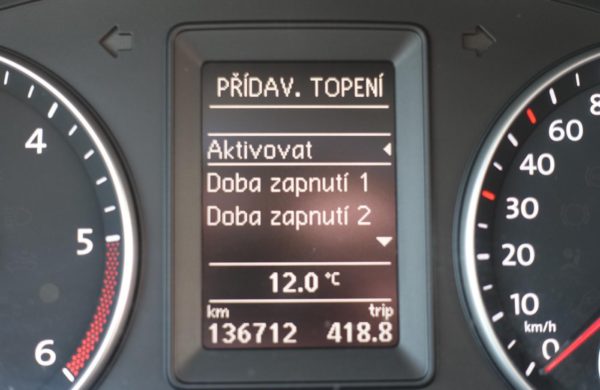 PŘÍDAV. TOPENÍ
Aktivovat
Doba zapnutí 1
Doba zapnutí 2
12.0 °C
km trip
136712 418.8
4
5
6
80
60
40
30
20
10
km/h
0